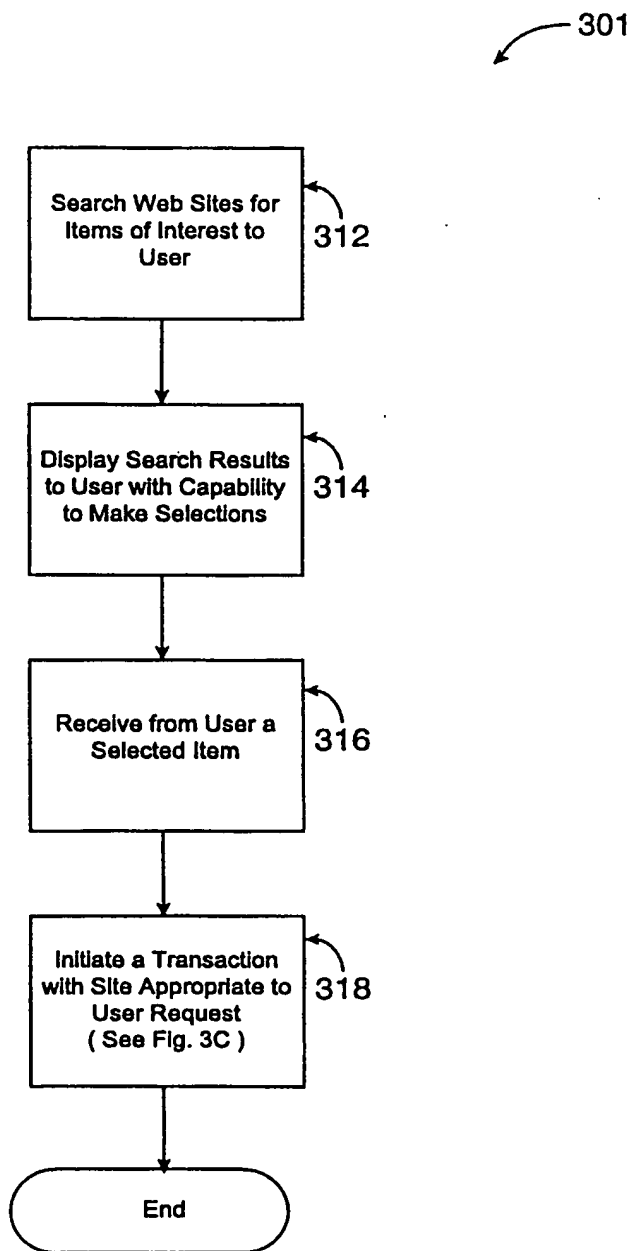 301
Search Web Sites for
Items of Interest to
User
312
Display Search Results
to User with Capability
to Make Selections
314
Receive from User a
Selected Item
316
Initiate a Transaction
with Site Appropriate to
User Request
( See Fig. 3C )
318
End